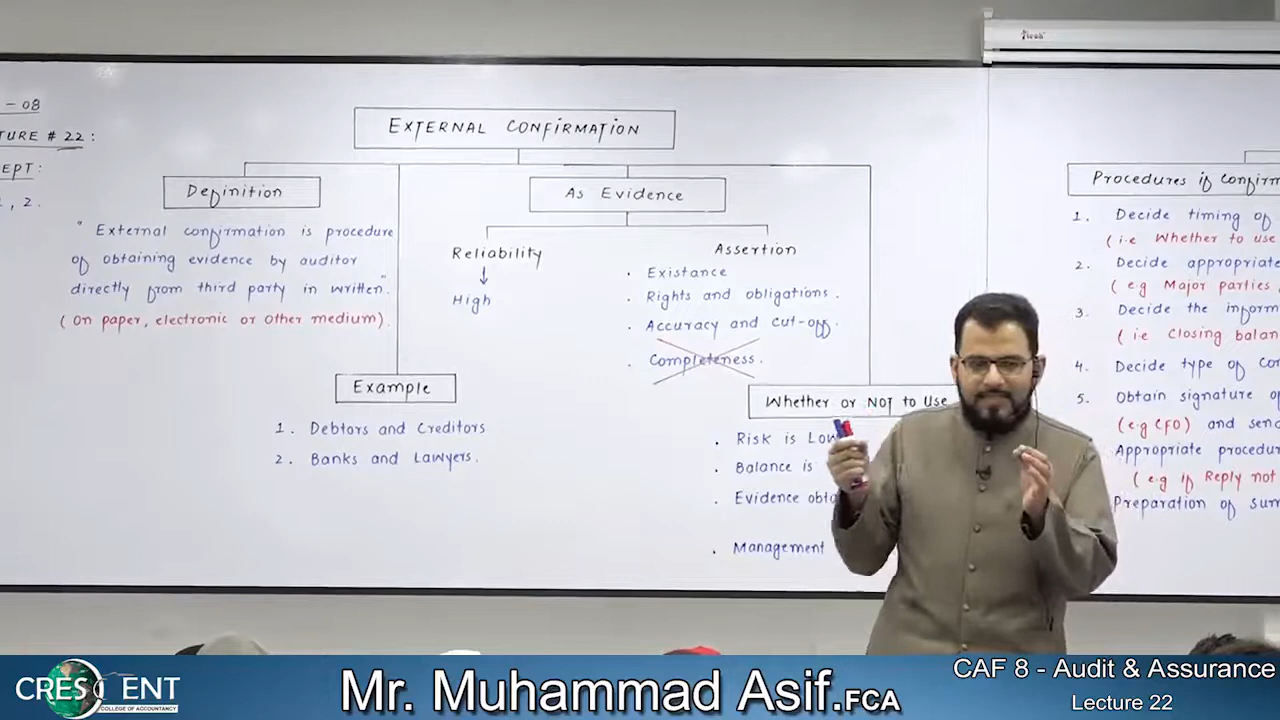 - 08
TURE # 22 :
EPT :
1, 2.
EXTERNAL CONFIRMATION
Definition
" External confirmation is procedure
of obtaining evidence by auditor
directly from third party in written."
( on paper, electronic or other medium).
Example
1. Debtors and Creditors
2. Banks and Lawyers.
As Evidence
Reliability
High
Assertion
. Existance
. Rights and obligations.
. Accuracy and cut-off.
. Completeness.
Whether or NOT to Use
. Risk is Low
. Balance is
. Evidence obta
. Management
Procedures if confirm
1. Decide timing of
( i.e Whether to use
2. Decide appropriate
( eg Major parties
3. Decide the inform
( i.e Closing balan
4. Decide type of Co
5. Obtain signature o
(e.g CFO) and send
Appropriate procedur
( e.g if Reply not
Preparation of sum
CRESCENT
COLLEGE OF ACCOUNTANCY
Mr. Muhammad Asif.FCA
CAF 8 - Audit & Assurance
Lecture 22